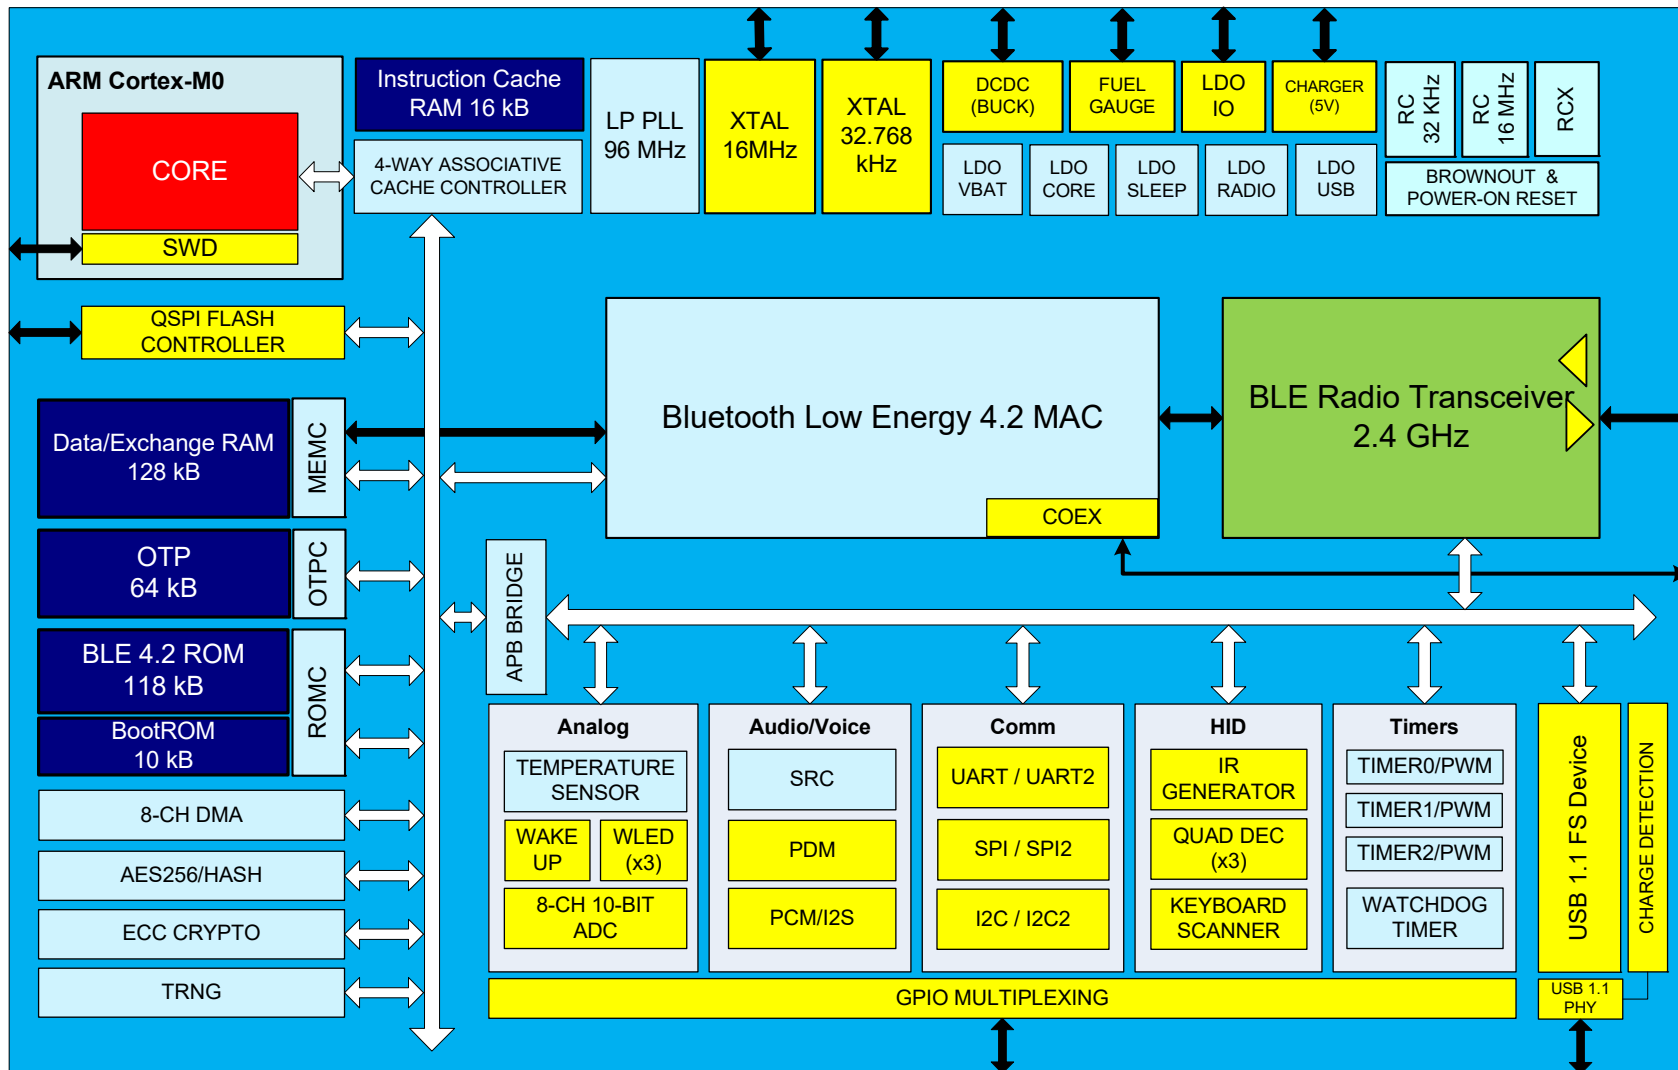 ARM Cortex-M0
CORE
SWD
Instruction Cache
RAM 16 kB
4-WAY ASSOCIATIVE
CACHE CONTROLLER
LP PLL
96 MHz
XTAL
16MHz
XTAL
32.768
kHz
DCDC
(BUCK)
FUEL
GAUGE
LDO
IO
CHARGER
(5V)
LDO
VBAT
LDO
CORE
LDO
SLEEP
LDO
RADIO
LDO
USB
RC
32 KHz
RC
16 MHz
RCX
BROWNOUT &
POWER-ON RESET
QSPI FLASH
CONTROLLER
Data/Exchange RAM
128 kB
MEMC
OTP
64 kB
OTPC
BLE 4.2 ROM
118 kB
BootROM
10 kB
ROMC
8-CH DMA
AES256/HASH
ECC CRYPTO
TRNG
Bluetooth Low Energy 4.2 MAC
COEX
BLE Radio Transceiver
2.4 GHz
APB BRIDGE
Analog
TEMPERATURE
SENSOR
WAKE
UP
WLED
(x3)
8-CH 10-BIT
ADC
Audio/Voice
SRC
PDM
PCM/I2S
Comm
UART / UART2
SPI / SPI2
I2C / I2C2
HID
IR
GENERATOR
QUAD DEC
(x3)
KEYBOARD
SCANNER
Timers
TIMER0/PWM
TIMER1/PWM
TIMER2/PWM
WATCHDOG
TIMER
USB 1.1 FS Device
CHARGE DETECTION
USB 1.1
PHY
GPIO MULTIPLEXING